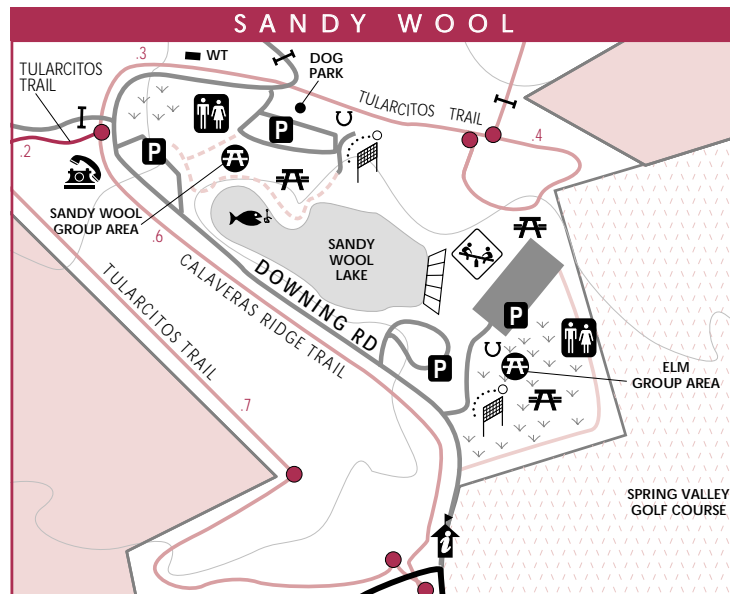 SANDY WOOL
.3
WT
DOG
PARK
TULARCITOS
TRAIL
TULARCITOS TRAIL
.4
.2
P
P
SANDY WOOL
GROUP AREA
.6
SANDY
WOOL
LAKE
DOWNING RD
CALAVERAS RIDGE TRAIL
TULARCITOS TRAIL
P
P
ELM
GROUP AREA
.7
SPRING VALLEY
GOLF COURSE
i